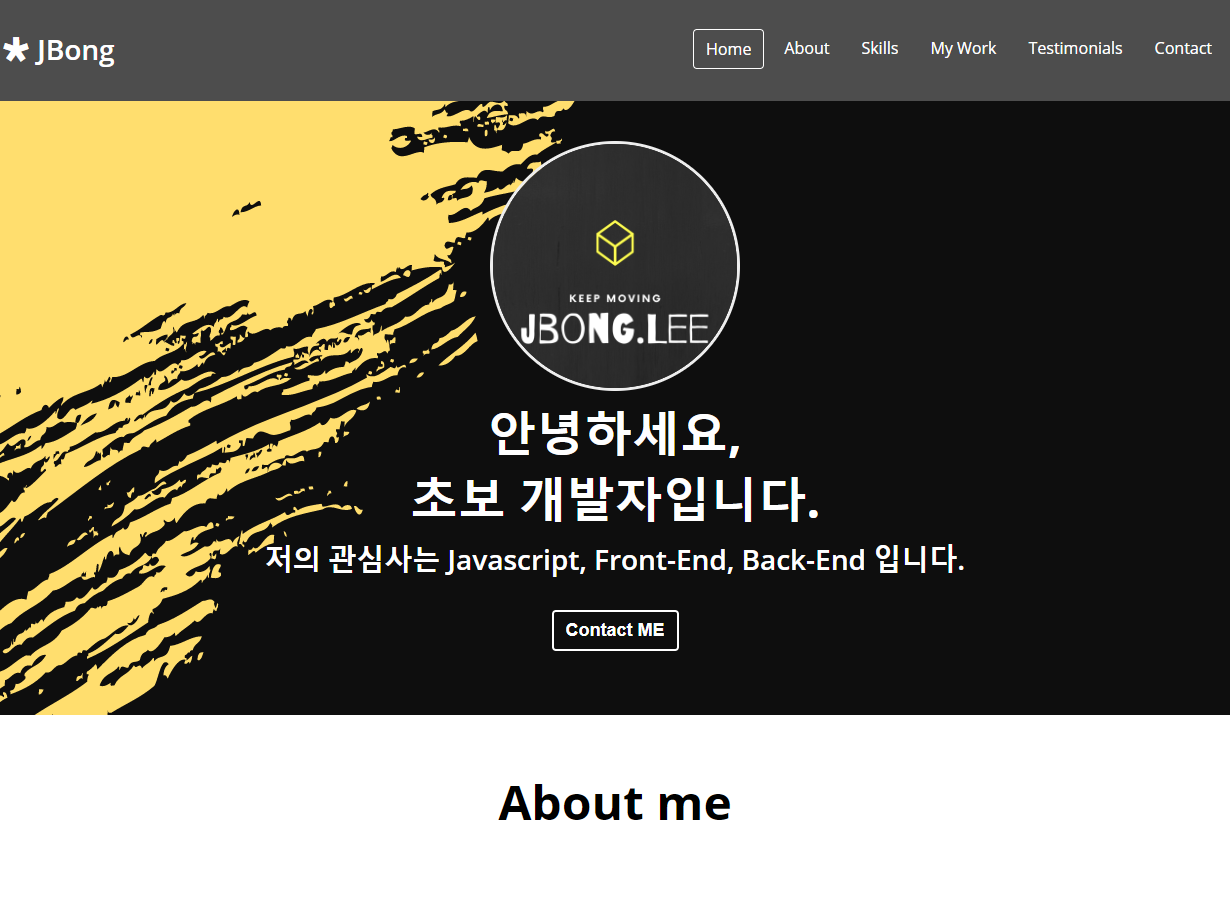 JBong
Home About Skills My Work Testimonials Contact
KEEP MOVING
JBONG.LEE
안녕하세요,
초보 개발자입니다.
저의 관심사는 Javascript, Front-End, Back-End 입니다.
Contact ME
About me